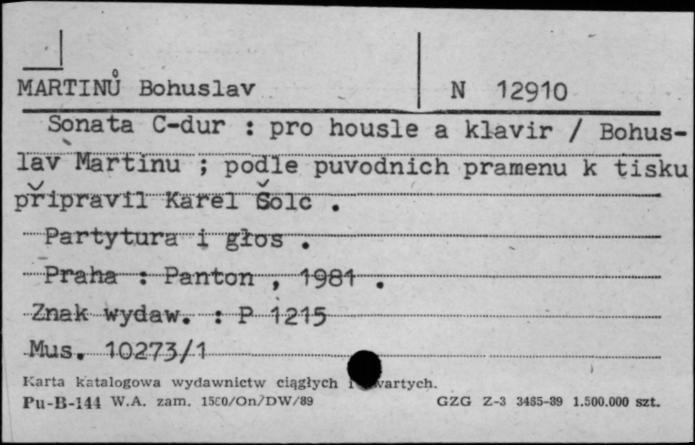 MARTINŮ Bohuslav
N 12910
Sonata C-dur : pro housle a klavir / Bohus-
lav Martinu ; podle puvodnich pramenu k tisku
připravil Karel Šolc .
Partytura i głos .
Praha : Panton , 1981 .
Znak wydaw. : P 1215
Mus. 10273/1
Karta katalogowa wydawnictw ciągłych i
Pu-B-144 W.A. zam. 1500/On/DW/89 GZG Z-3 3485-89 1.500.000 szt.